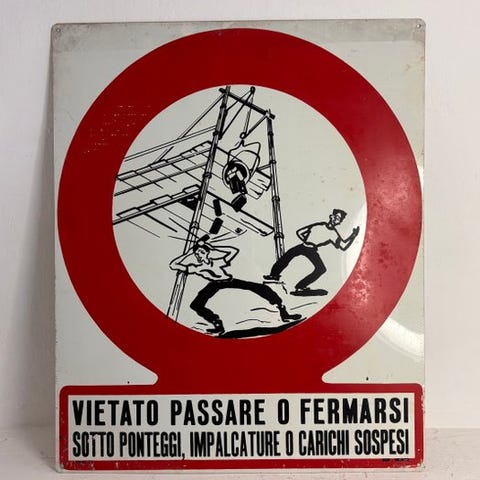 VIETATO PASSARE O FERMARSI
SOTTO PONTEGGI, IMPALCATURE O CARICHI SOSPESI